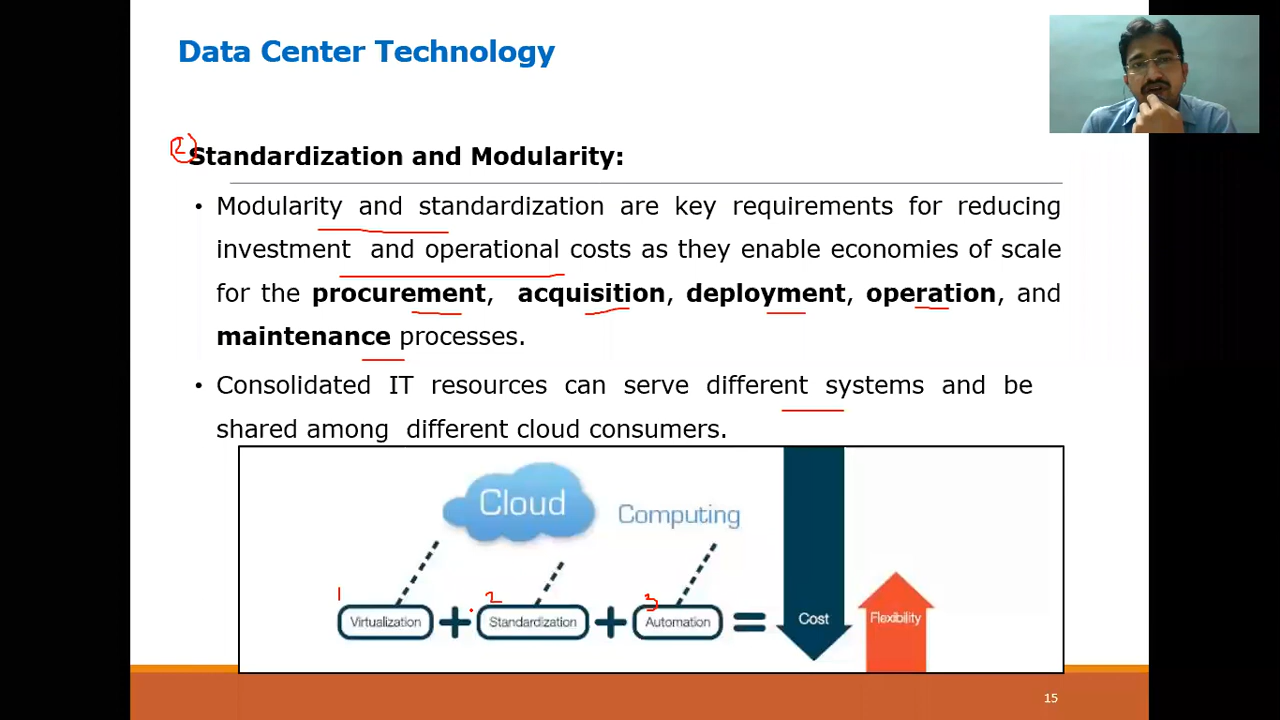 Data Center Technology
2 Standardization and Modularity:
• Modularity and standardization are key requirements for reducing
investment and operational costs as they enable economies of scale
for the procurement, acquisition, deployment, operation, and
maintenance processes.
• Consolidated IT resources can serve different systems and be
shared among different cloud consumers.
Cloud
Computing
1 2 3
Virtualization + Standardization + Automation = Cost Flexibility
15